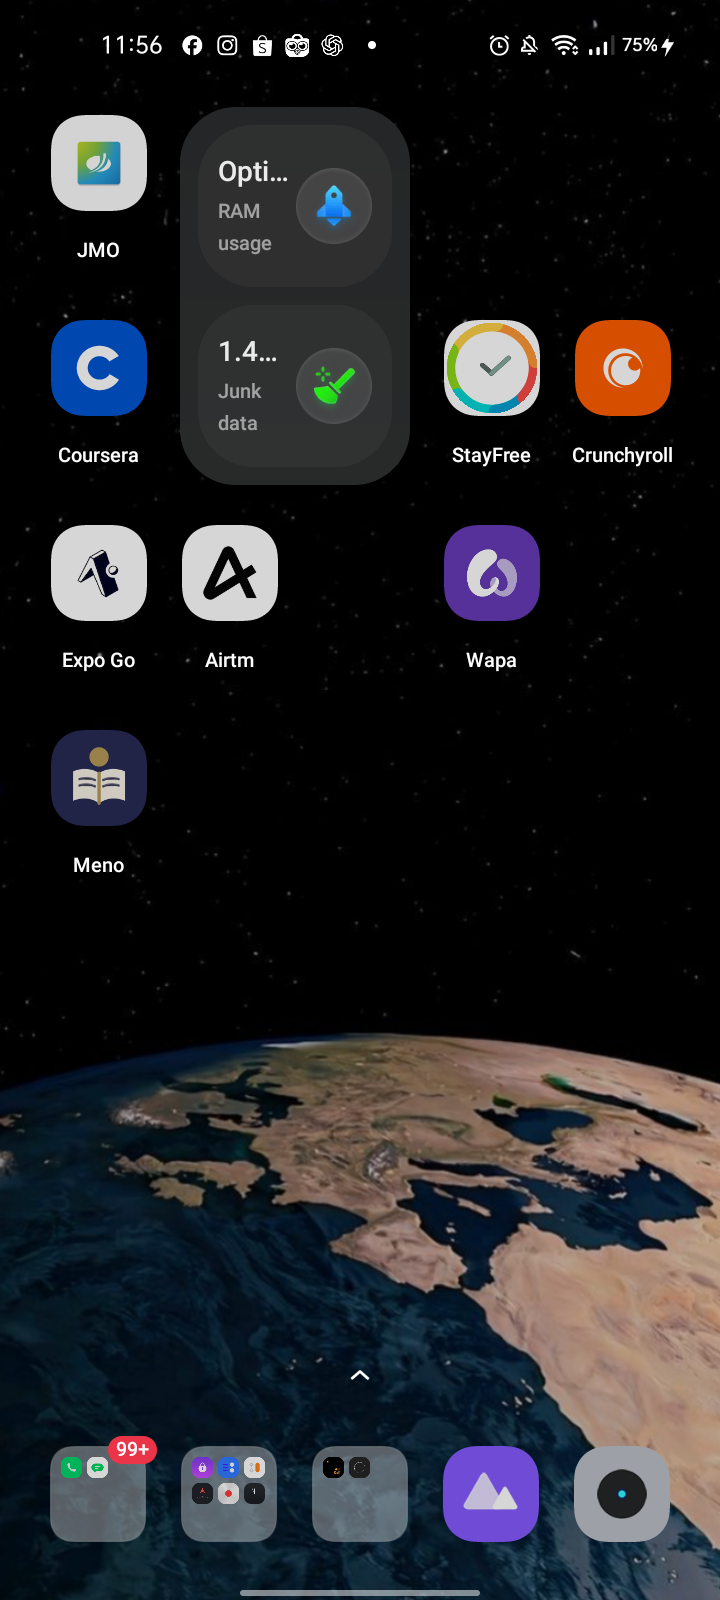 11:56
75%
Opti...
RAM
usage
1.4...
Junk
data
JMO
Coursera
StayFree
Crunchyroll
Expo Go
Airtm
Wapa
Meno
99+